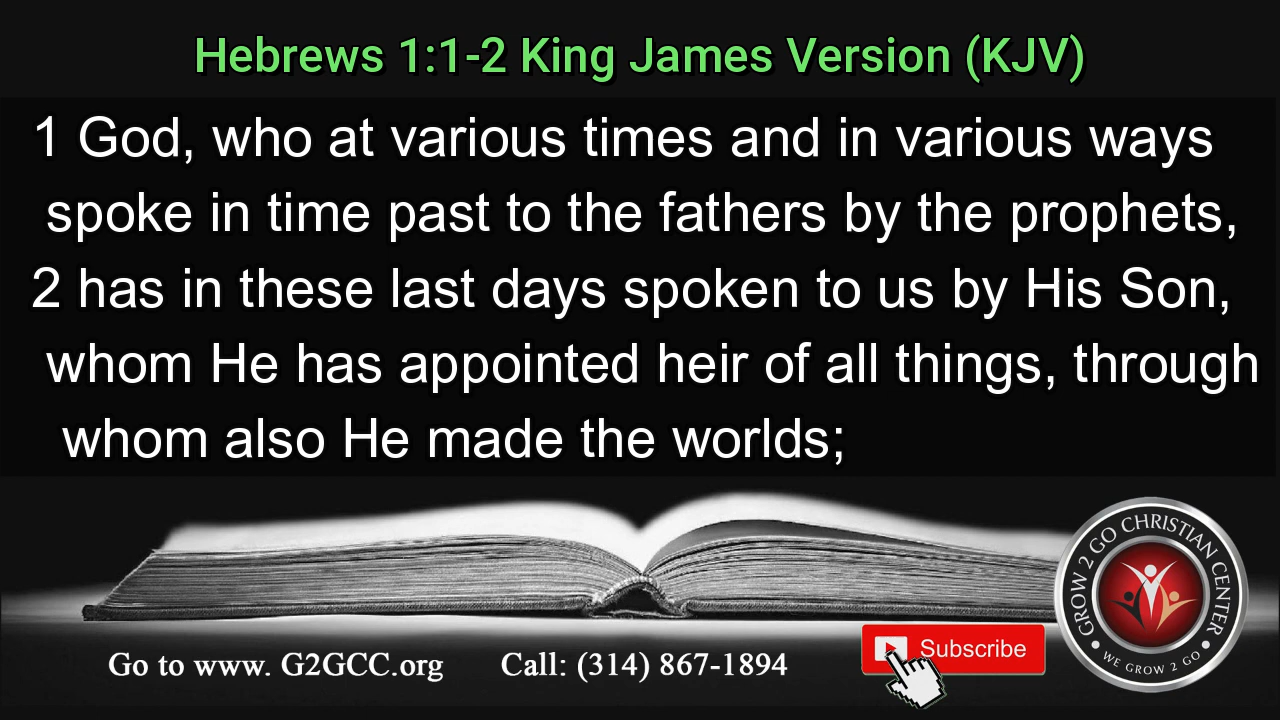 Hebrews 1:1-2 King James Version (KJV)
1 God, who at various times and in various ways
spoke in time past to the fathers by the prophets,
2 has in these last days spoken to us by His Son,
whom He has appointed heir of all things, through
whom also He made the worlds;
GROW 2 GO CHRISTIAN CENTER
• WE GROW 2 GO •
Subscribe
Go to www. G2GCC.org Call: (314) 867-1894